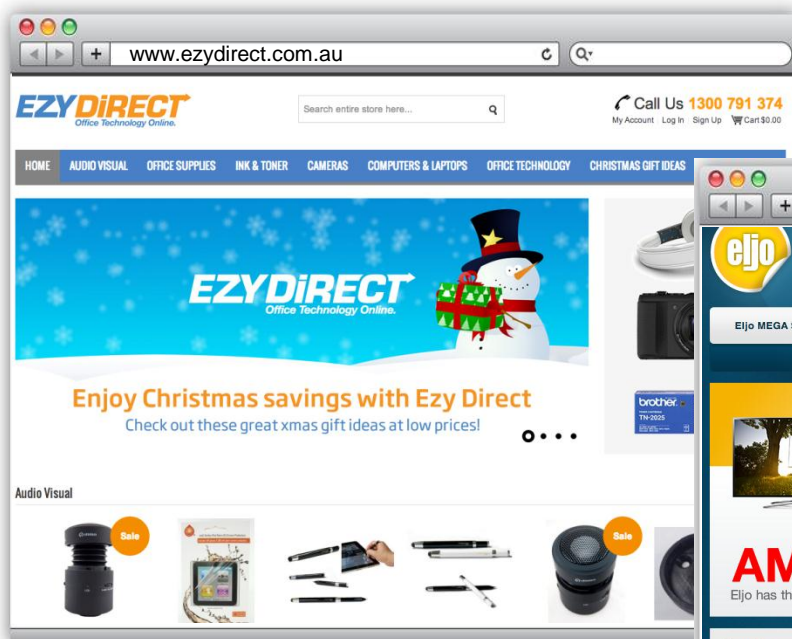 www.ezydirect.com.au
EZYDiRECT
Office Technology Online.
Search entire store here...
Call Us 1300 791 374
My Account Log In Sign Up Cart $0.00
HOME AUDIO VISUAL OFFICE SUPPLIES INK & TONER CAMERAS COMPUTERS & LAPTOPS OFFICE TECHNOLOGY CHRISTMAS GIFT IDEAS
EZYDiRECT
Office Technology Online.
Enjoy Christmas savings with Ezy Direct
Check out these great xmas gift ideas at low prices!
brother
TN-2025
Audio Visual
Sale
Sale
eljo
Eljo MEGA
AM
Eljo has th